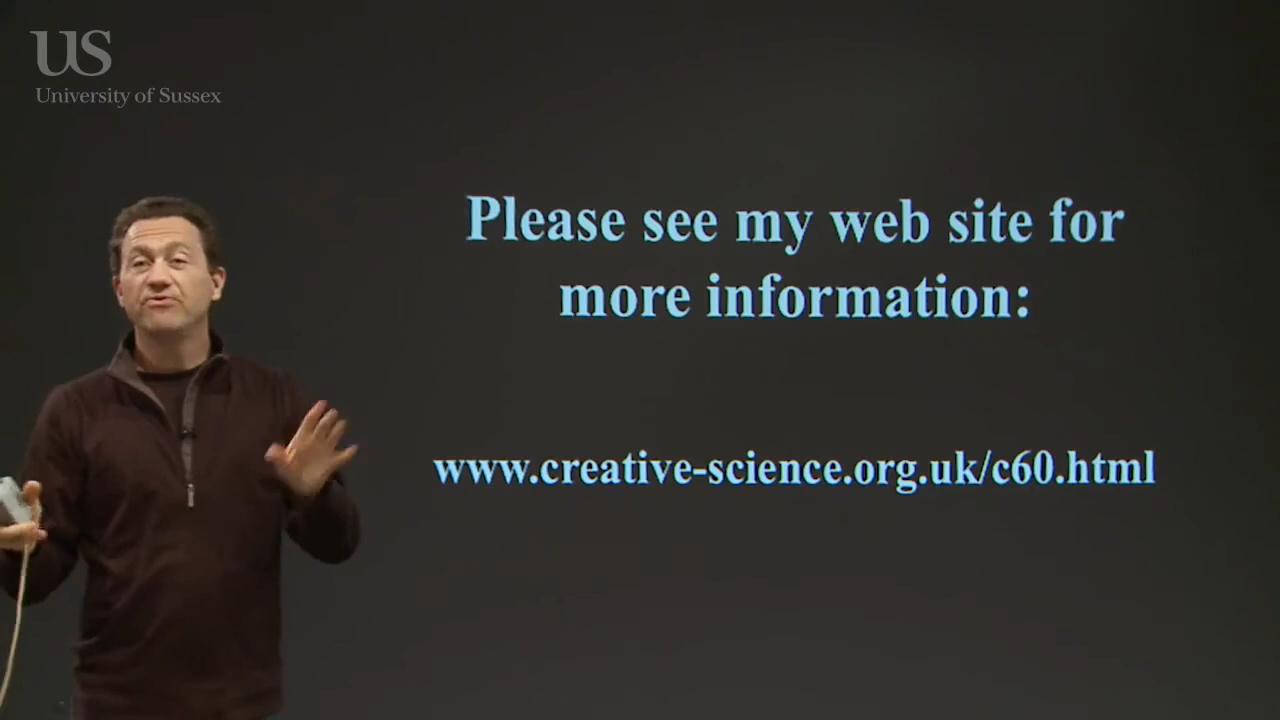 US
University of Sussex
Please see my web site for
more information:
www.creative-science.org.uk/c60.html